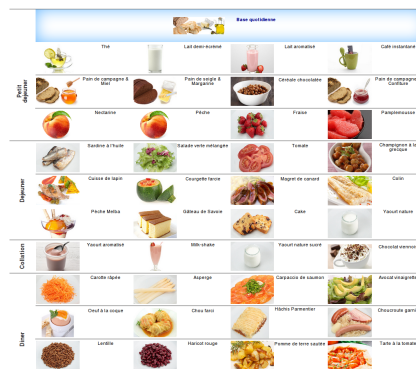 Base quotidienne
Thé
Lait demi-écrémé
Lait aromatisé
Café instantané
Petit
déjeuner
Pain de campagne &
Miel
Pain de seigle &
Margarine
Céréale chocolatée
Pain de campagne
Confiture
Nectarine
Pêche
Fraise
Pamplemousse
Déjeuner
Sardine à l'huile
Salade verte mélangée
Tomate
Champignon à la
grecque
Cuisse de lapin
Courgette farcie
Magret de canard
Colin
Pêche Melba
Gâteau de Savoie
Cake
Yaourt nature
Collation
Yaourt aromatisé
Milk-shake
Yaourt nature sucré
Chocolat viennois
Dîner
Carotte râpée
Asperge
Carpaccio de saumon
Avocat vinaigrette
Oeuf à la coque
Chou farci
Hâchis Parmentier
Choucroute garni
Lentille
Haricot rouge
Pomme de terre sautée
Tarte à la tomate